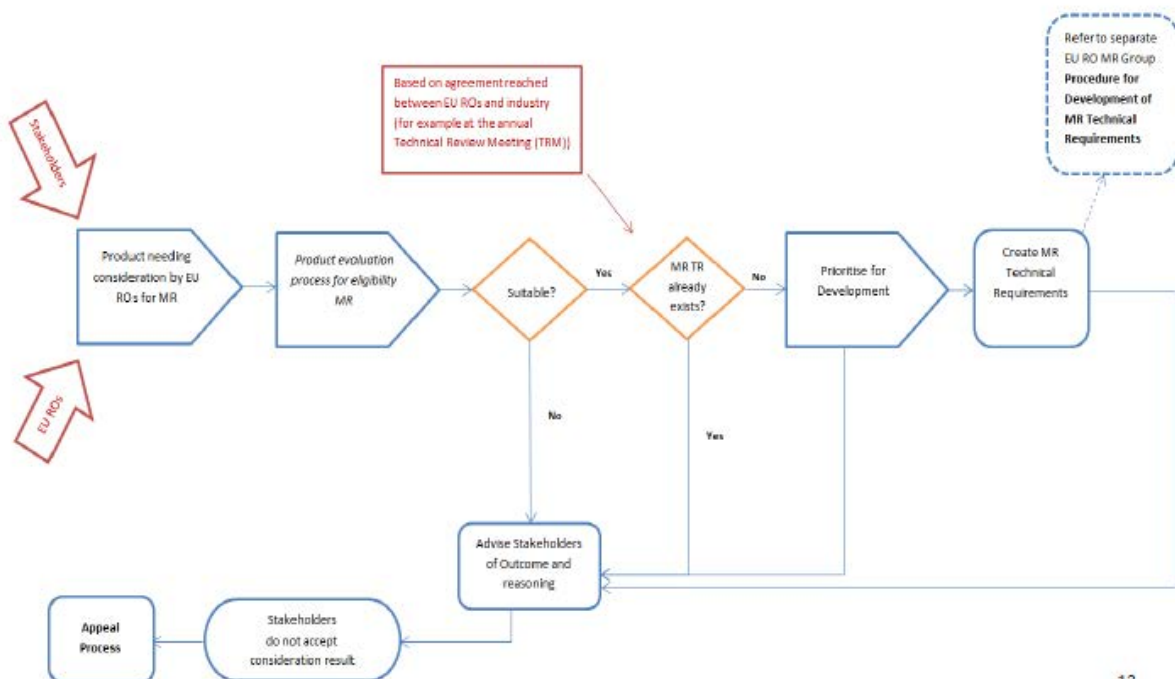 Refer to separate
EU RO MR Group
Procedure for
Development of
MR Technical
Requirements
Based on agreement reached
between EU ROs and industry
(for example at the annual
Technical Review Meeting (TRM))
Stakeholders
Product needing
consideration by EU
ROs for MR
Product evaluation
process for eligibility
MR
Suitable?
Yes
MR TR
already
exists?
No
Prioritise for
Development
Create MR
Technical
Requirements
EU ROs
No
Yes
Advise Stakeholders
of Outcome and
reasoning
Stakeholders
do not accept
consideration result
Appeal
Process